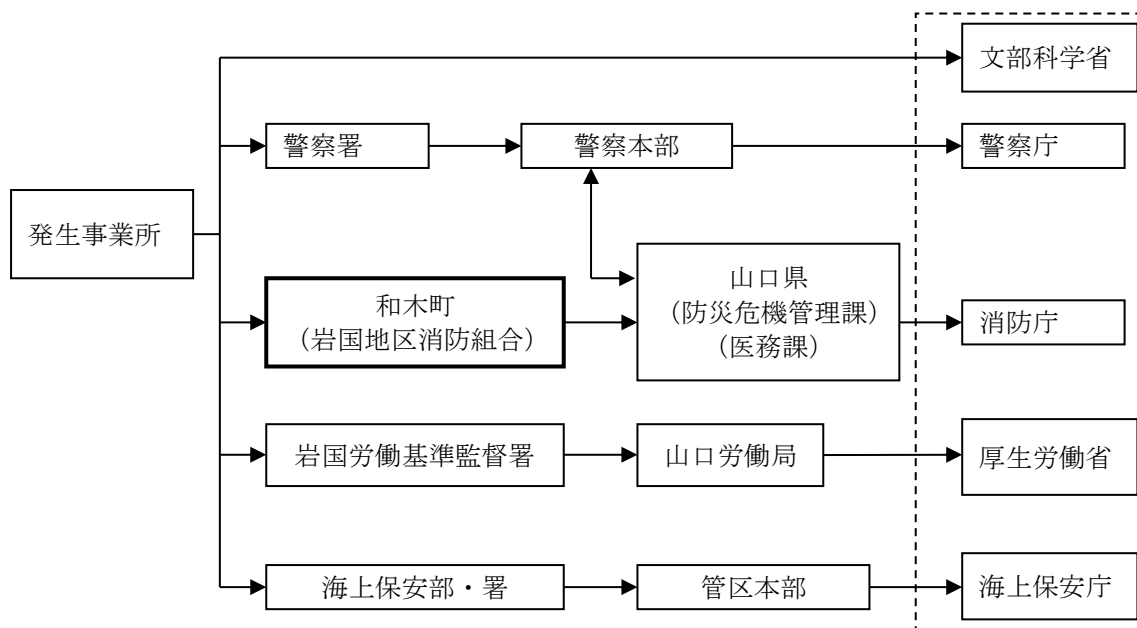 文部科学省
警察署
警察本部
警察庁
発生事業所
和木町
（岩国地区消防組合）
山口県
（防災危機管理課）
（医務課）
消防庁
岩国労働基準監督署
山口労働局
厚生労働省
海上保安部・署
管区本部
海上保安庁